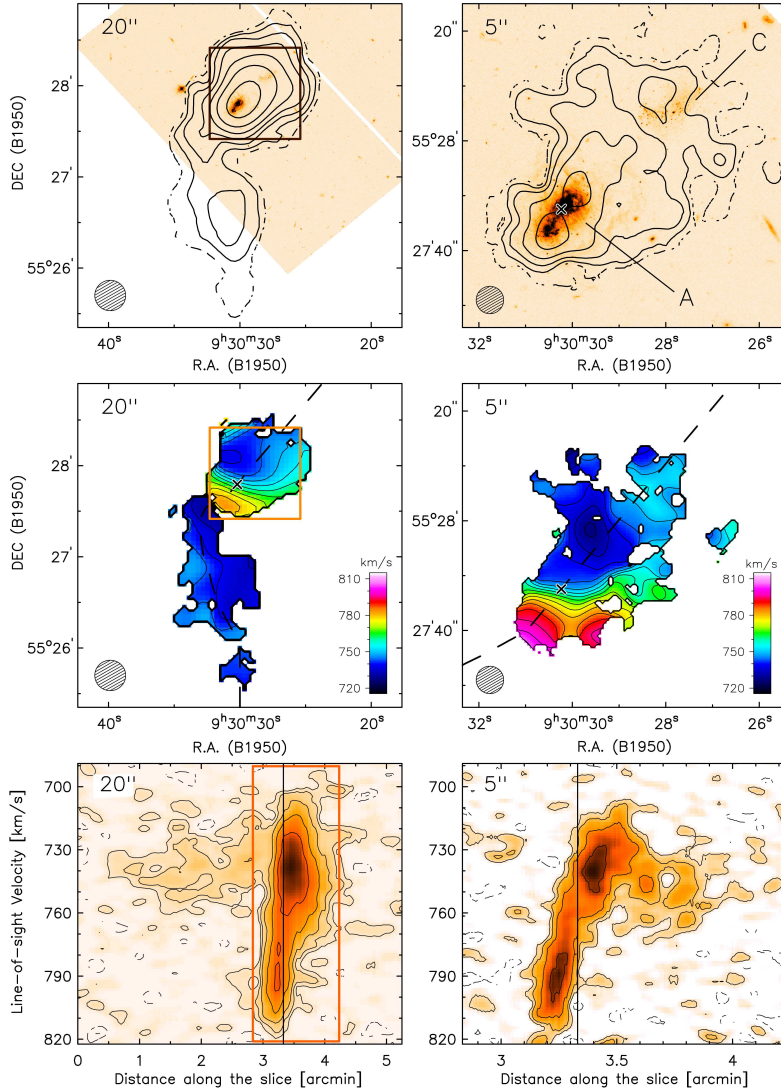 20"
28'
27'
55°26'
DEC (B1950)
40s
9h30m30s
20s
R.A. (B1950)
5"
C
A
20"
55°28'
27'40"
32s
9h30m30s
28s
26s
R.A. (B1950)
20"
28'
27'
55°26'
DEC (B1950)
km/s
810
780
750
720
40s
9h30m30s
20s
R.A. (B1950)
5"
20"
55°28'
27'40"
km/s
810
780
750
720
32s
9h30m30s
28s
26s
R.A. (B1950)
20"
700
730
760
790
820
Line-of-sight Velocity [km/s]
0 1 2 3 4 5
Distance along the slice [arcmin]
5"
700
730
760
790
820
3 3.5 4
Distance along the slice [arcmin]